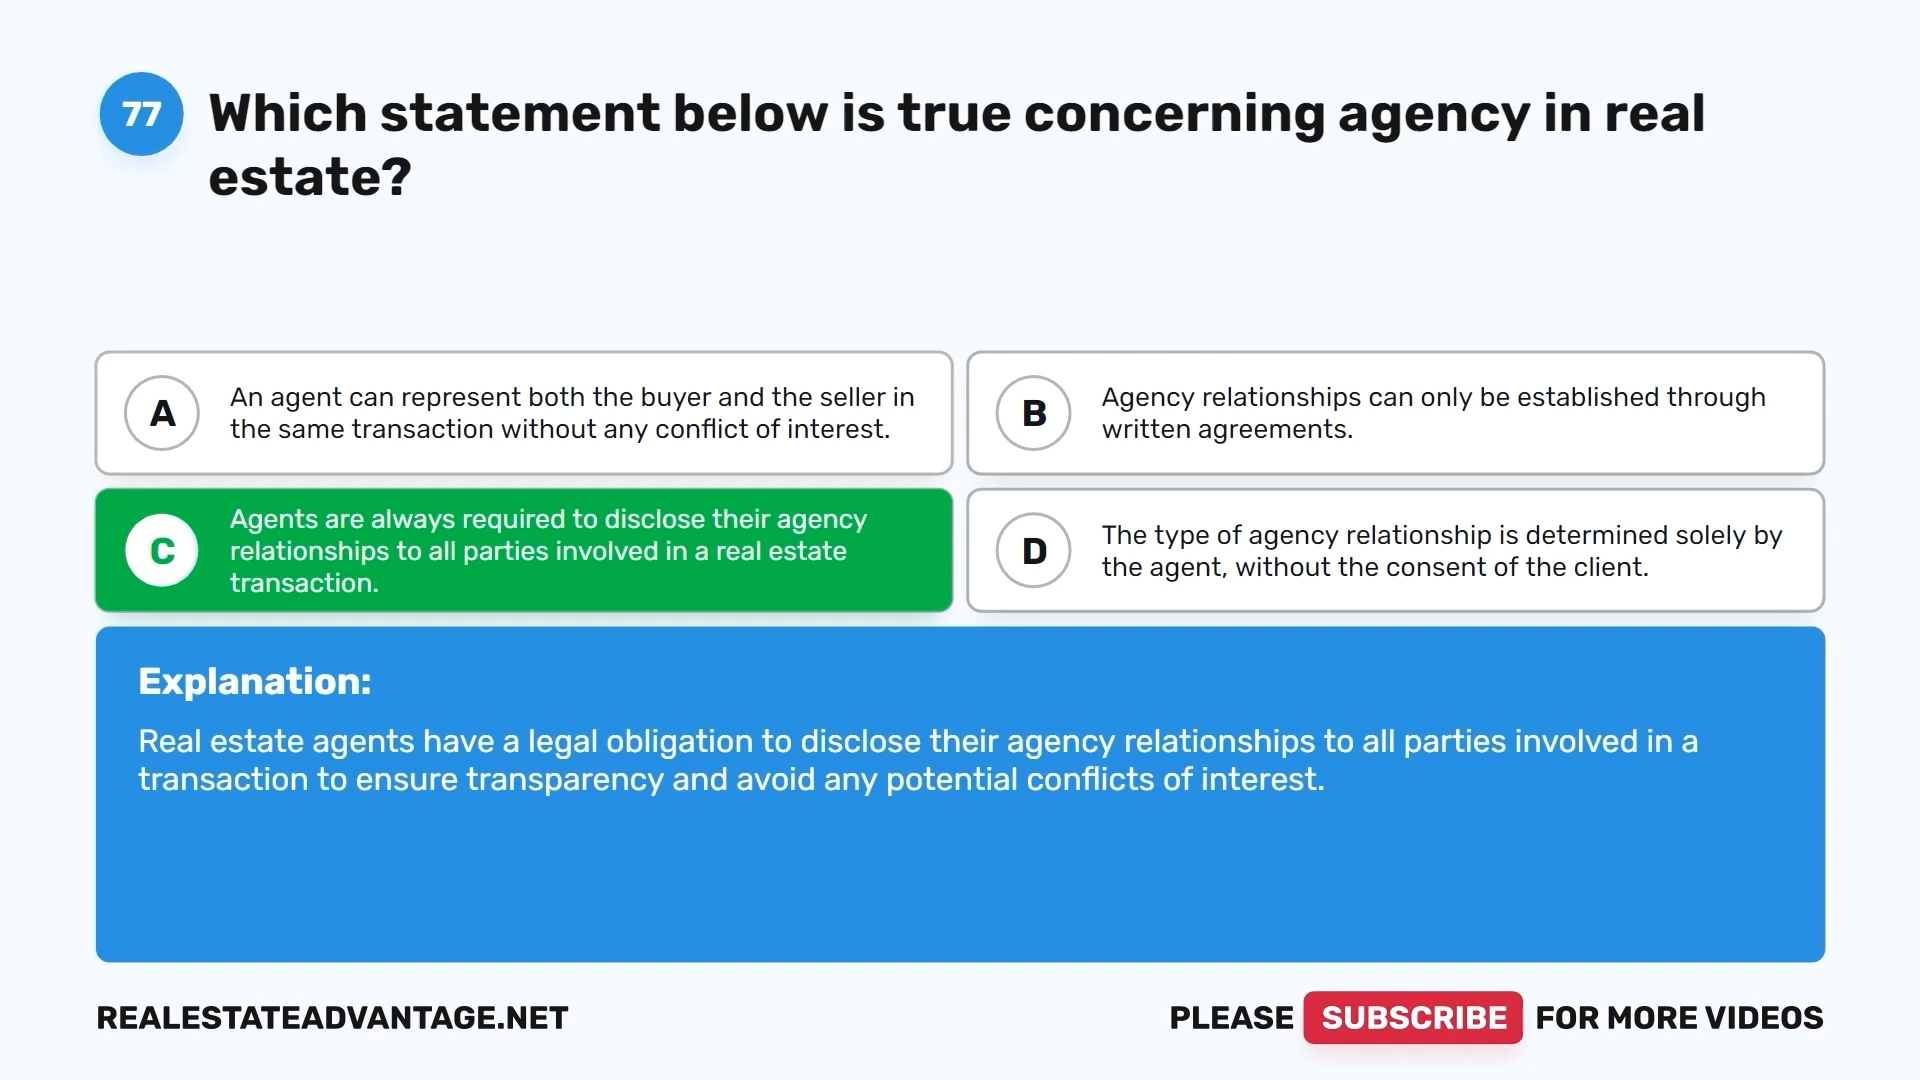 77
Which statement below is true concerning agency in real
estate?
A
An agent can represent both the buyer and the seller in
the same transaction without any conflict of interest.
B
Agency relationships can only be established through
written agreements.
C
Agents are always required to disclose their agency
relationships to all parties involved in a real estate
transaction.
D
The type of agency relationship is determined solely by
the agent, without the consent of the client.
Explanation:
Real estate agents have a legal obligation to disclose their agency relationships to all parties involved in a
transaction to ensure transparency and avoid any potential conflicts of interest.
REALESTATEADVANTAGE.NET
PLEASE SUBSCRIBE FOR MORE VIDEOS